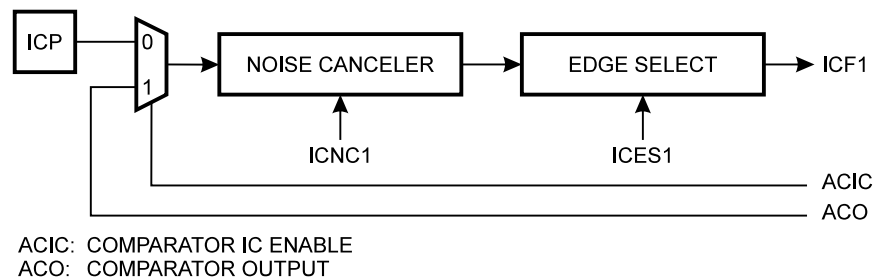 ICP
0
1
NOISE CANCELER
EDGE SELECT
ICF1
ICNC1
ICES1
ACIC
ACO
ACIC: COMPARATOR IC ENABLE
ACO: COMPARATOR OUTPUT